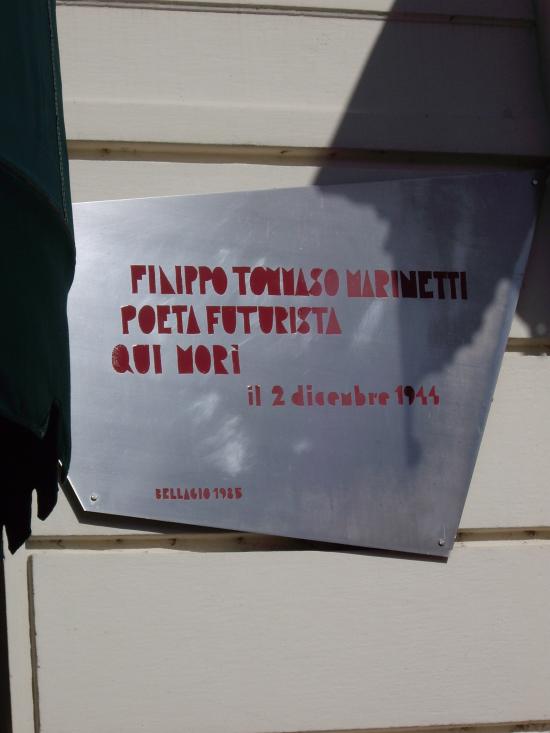 FILIPPO TOMMASO MARINETTI
POETA FUTURISTA
QUI MORÌ
il 2 dicembre 1944
BELLAGIO 1985